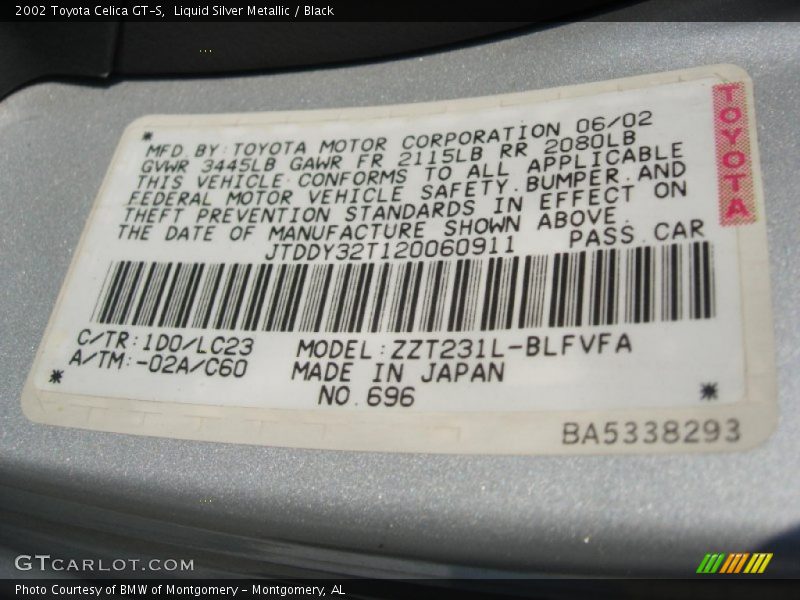 2002 Toyota Celica GT-S,  Liquid Silver Metallic / Black
MFD. BY: TOYOTA MOTOR CORPORATION 06/02
GVWR 3445LB GAWR FR 2115LB RR 2080LB
THIS VEHICLE CONFORMS TO ALL APPLICABLE
FEDERAL MOTOR VEHICLE SAFETY, BUMPER, AND
THEFT PREVENTION STANDARDS IN EFFECT ON
THE DATE OF MANUFACTURE SHOWN ABOVE.
JTDDY32T120060911 PASS. CAR
TOYOTA
C/TR: 1D0/LC23 MODEL: ZZT231L-BLFVFA
A/TM: -02A/C60 MADE IN JAPAN
NO. 696
BA5338293
GTCARLOT.COM
Photo Courtesy of BMW of Montgomery - Montgomery, AL